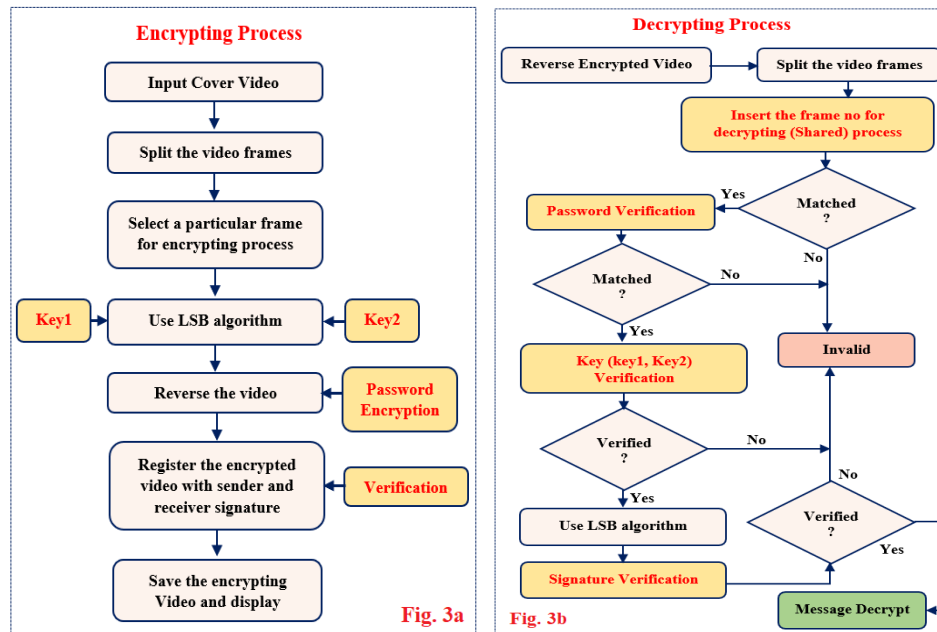 Encrypting Process
Input Cover Video
Split the video frames
Select a particular frame
for encrypting process
Key1
Use LSB algorithm
Key2
Reverse the video
Password
Encryption
Register the encrypted
video with sender and
receiver signature
Verification
Save the encrypting
Video and display
Fig. 3a
Decrypting Process
Reverse Encrypted Video
Split the video frames
Insert the frame no for
decrypting (Shared) process
Yes
Matched
?
No
Password Verification
Matched
?
No
Yes
Invalid
Key (key1, Key2)
Verification
Verified
?
No
Yes
Use LSB algorithm
Signature Verification
No
Verified
?
Yes
Message Decrypt
Fig. 3b